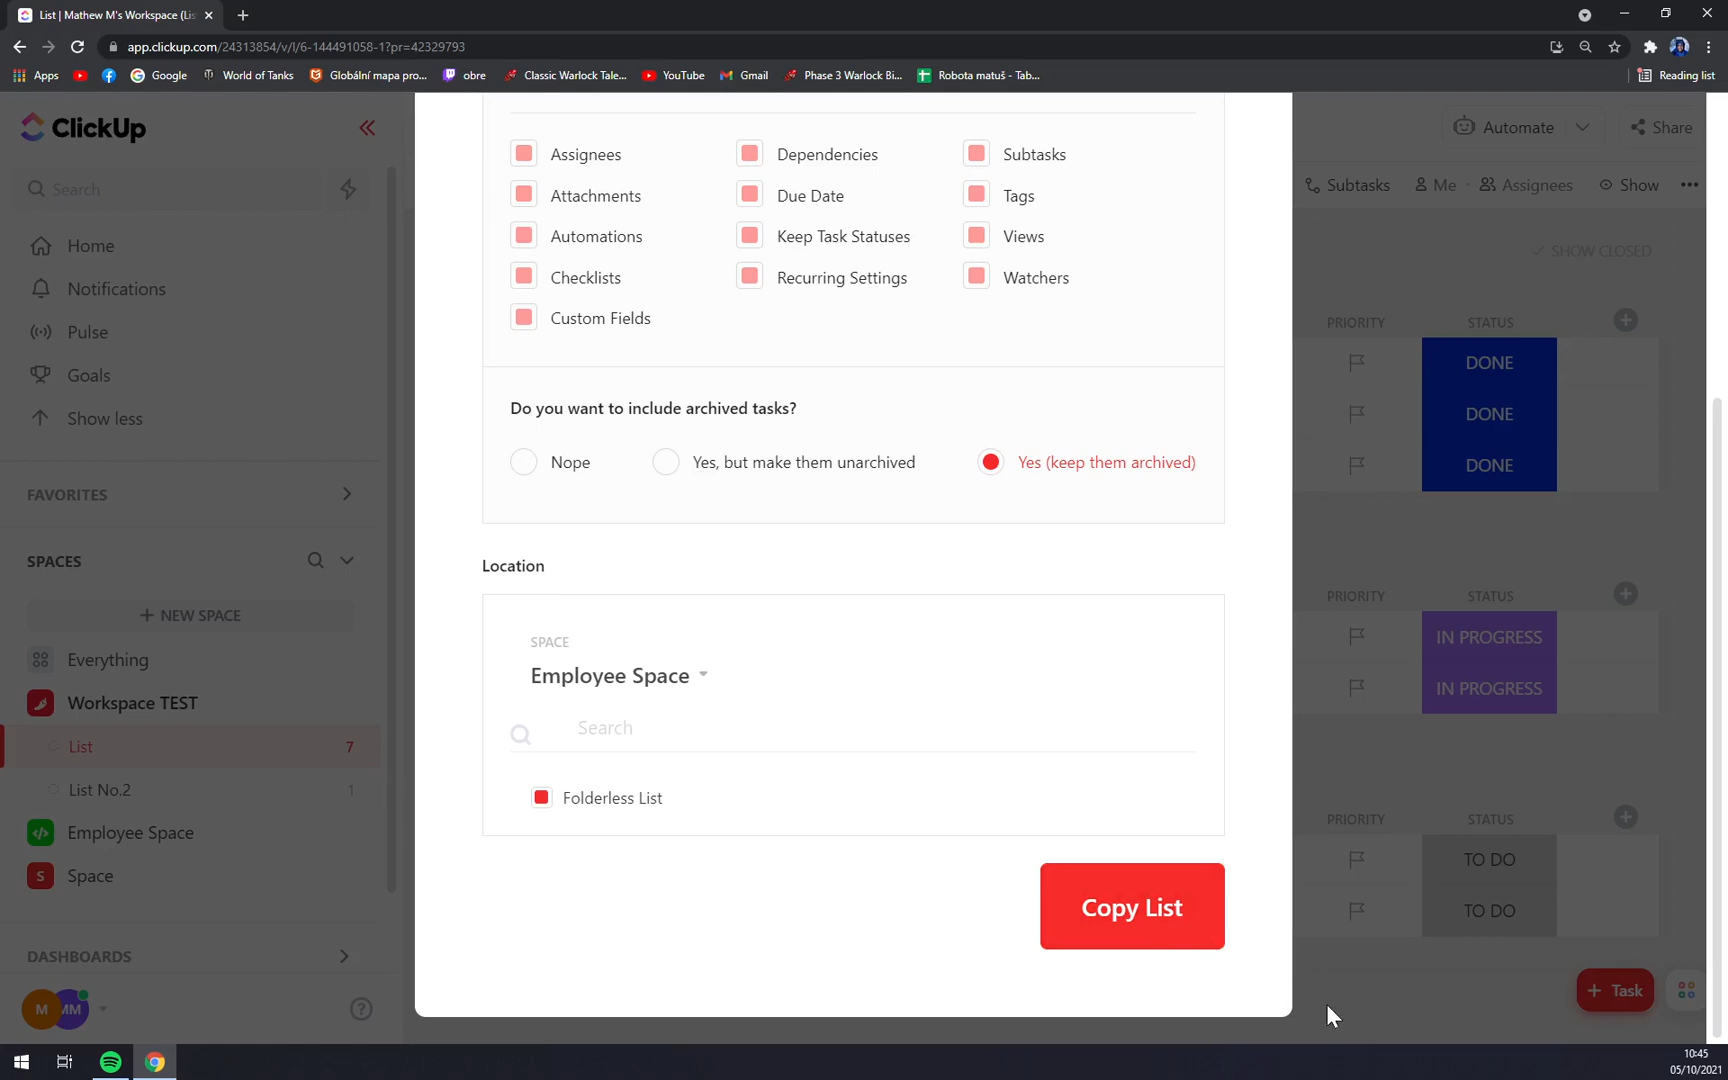 List | Mathew M's Workspace (Lis
app.clickup.com/24313854/v/l/6-144491058-1?pr=42329793
Apps
Google
World of Tanks
Globální mapa pro...
obre
Classic Warlock Tale...
YouTube
Gmail
Phase 3 Warlock Bi...
Robota matuš - Tab...
Reading list
ClickUp
Automate
Share
Search
Subtasks
Me
Assignees
Show
Home
Notifications
Pulse
Goals
Show less
FAVORITES
SPACES
+ NEW SPACE
Everything
Workspace TEST
List 7
List No.2 1
Employee Space
S Space
DASHBOARDS
M MM
Assignees Dependencies Subtasks
Attachments Due Date Tags
Automations Keep Task Statuses Views
Checklists Recurring Settings Watchers
Custom Fields
Do you want to include archived tasks?
Nope Yes, but make them unarchived Yes (keep them archived)
Location
SPACE
Employee Space
Search
Folderless List
Copy List
SHOW CLOSED
PRIORITY STATUS
DONE
DONE
DONE
PRIORITY STATUS
IN PROGRESS
IN PROGRESS
PRIORITY STATUS
TO DO
TO DO
+ Task
10:45
05/10/2021